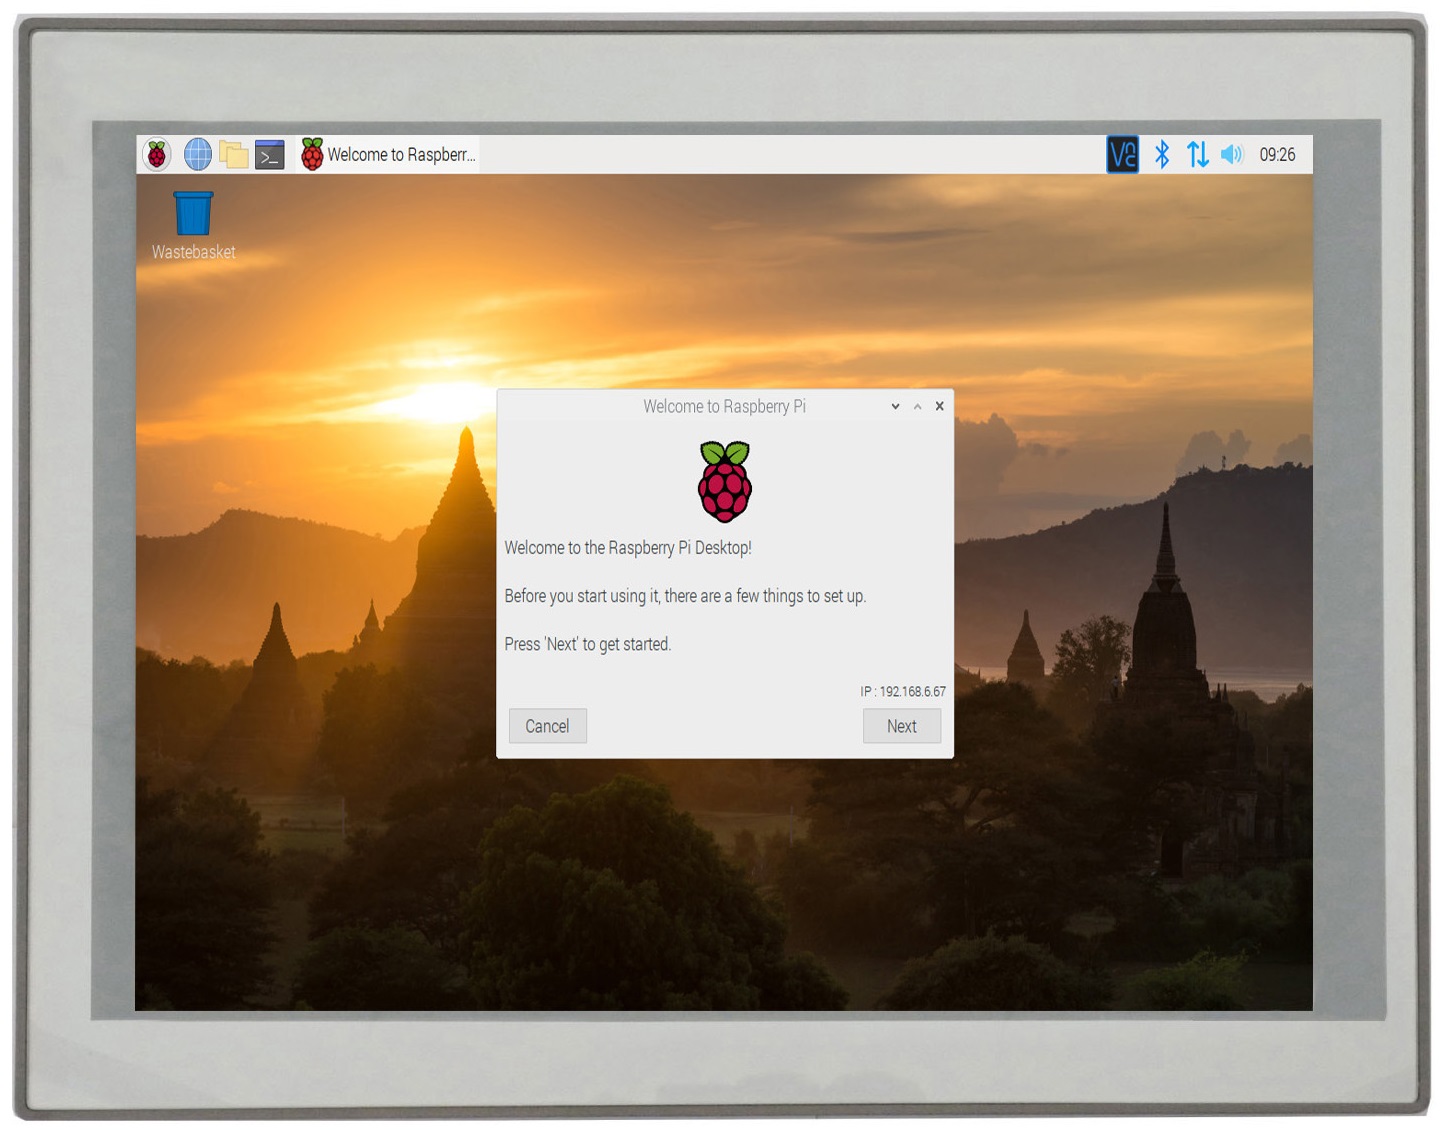 Welcome to Raspberr...
09:26
Wastebasket
Welcome to Raspberry Pi
Welcome to the Raspberry Pi Desktop!
Before you start using it, there are a few things to set up.
Press 'Next' to get started.
IP : 192.168.6.67
Cancel
Next